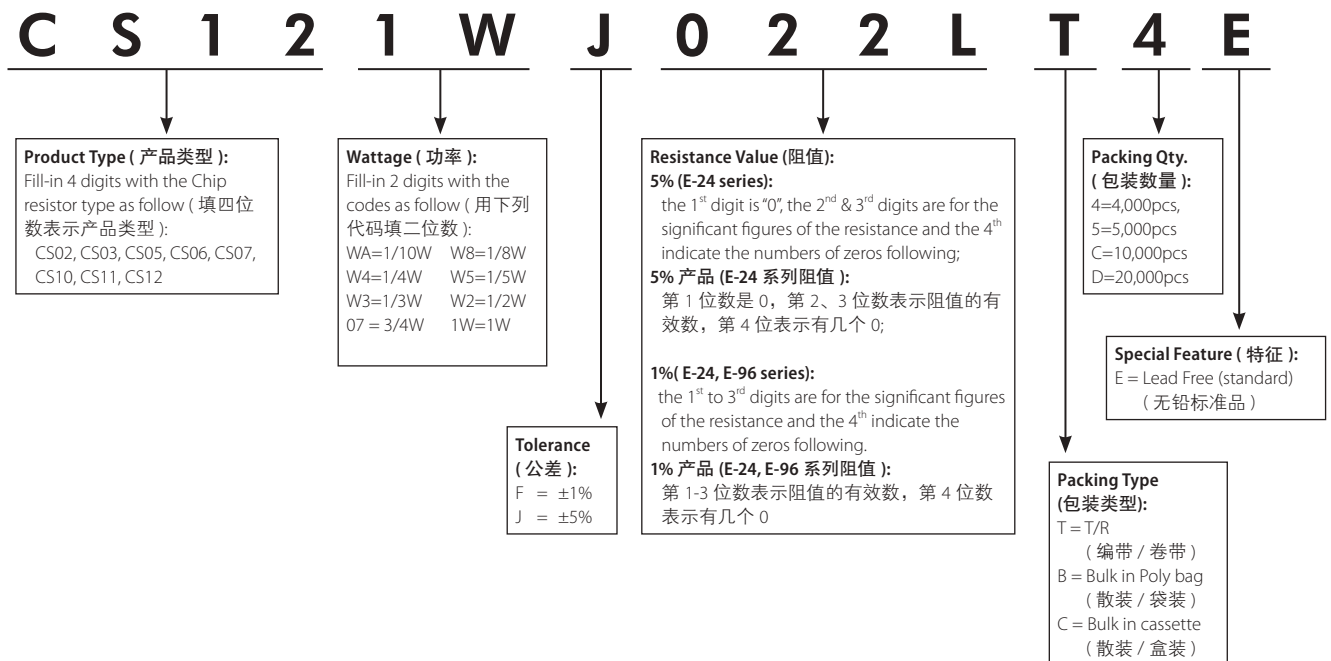 C S 1 2 1 W J 0 2 2 L T 4 E
Product Type ( 产品类型 ):
Fill-in 4 digits with the Chip
resistor type as follow ( 填四位
数表示产品类型 ):
CS02, CS03, CS05, CS06, CS07,
CS10, CS11, CS12
Wattage ( 功率 ):
Fill-in 2 digits with the
codes as follow ( 用下列
代码填二位数 ):
WA=1/10W W8=1/8W
W4=1/4W W5=1/5W
W3=1/3W W2=1/2W
07 = 3/4W 1W=1W
Tolerance
( 公差 ):
F = ±1%
J = ±5%
Resistance Value (阻值):
5% (E-24 series):
the 1st digit is “0”, the 2nd & 3rd digits are for the
significant figures of the resistance and the 4th
indicate the numbers of zeros following;
5% 产品 (E-24 系列阻值 ):
第 1 位数是 0，第 2、3 位数表示阻值的有
效数，第 4 位表示有几个 0;
1%( E-24, E-96 series):
the 1st to 3rd digits are for the significant figures
of the resistance and the 4th indicate the
numbers of zeros following.
1% 产品 (E-24, E-96 系列阻值 ):
第 1-3 位数表示阻值的有效数，第 4 位数
表示有几个 0
Packing Qty.
( 包装数量 ):
4=4,000pcs,
5=5,000pcs
C=10,000pcs
D=20,000pcs
Special Feature ( 特征 ):
E = Lead Free (standard)
( 无铅标准品 )
Packing Type
(包装类型):
T = T/R
( 编带 / 卷带 )
B = Bulk in Poly bag
( 散装 / 袋装 )
C = Bulk in cassette
( 散装 / 盒装 )